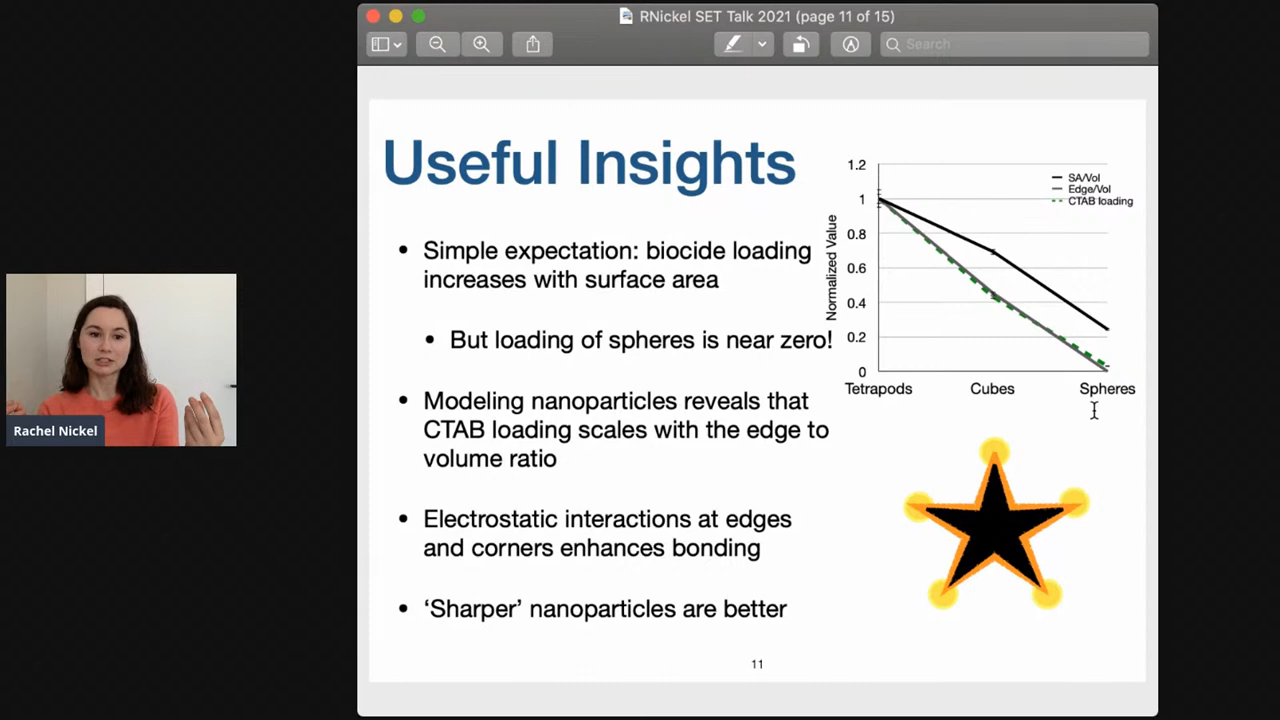 RNickel SET Talk 2021 (page 11 of 15)
Search
Useful Insights
• Simple expectation: biocide loading
increases with surface area
• But loading of spheres is near zero!
• Modeling nanoparticles reveals that
CTAB loading scales with the edge to
volume ratio
• Electrostatic interactions at edges
and corners enhances bonding
• ‘Sharper’ nanoparticles are better
1.2
1
0.8
0.6
0.4
0.2
0
Normalized Value
SA/Vol
Edge/Vol
CTAB loading
Tetrapods Cubes Spheres
11
Rachel Nickel